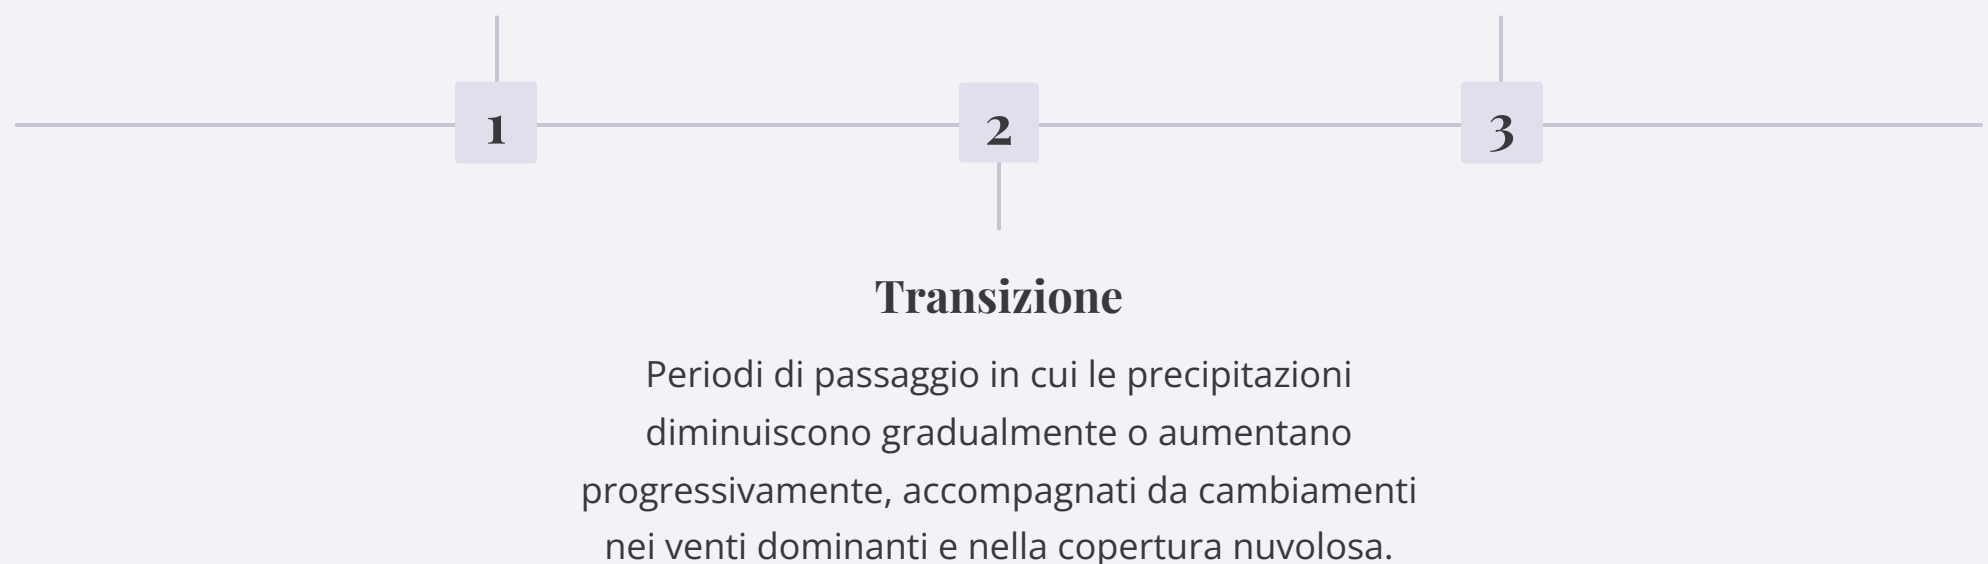 1
2
3
Transizione
Periodi di passaggio in cui le precipitazioni
diminuiscono gradualmente o aumentano
progressivamente, accompagnati da cambiamenti
nei venti dominanti e nella copertura nuvolosa.